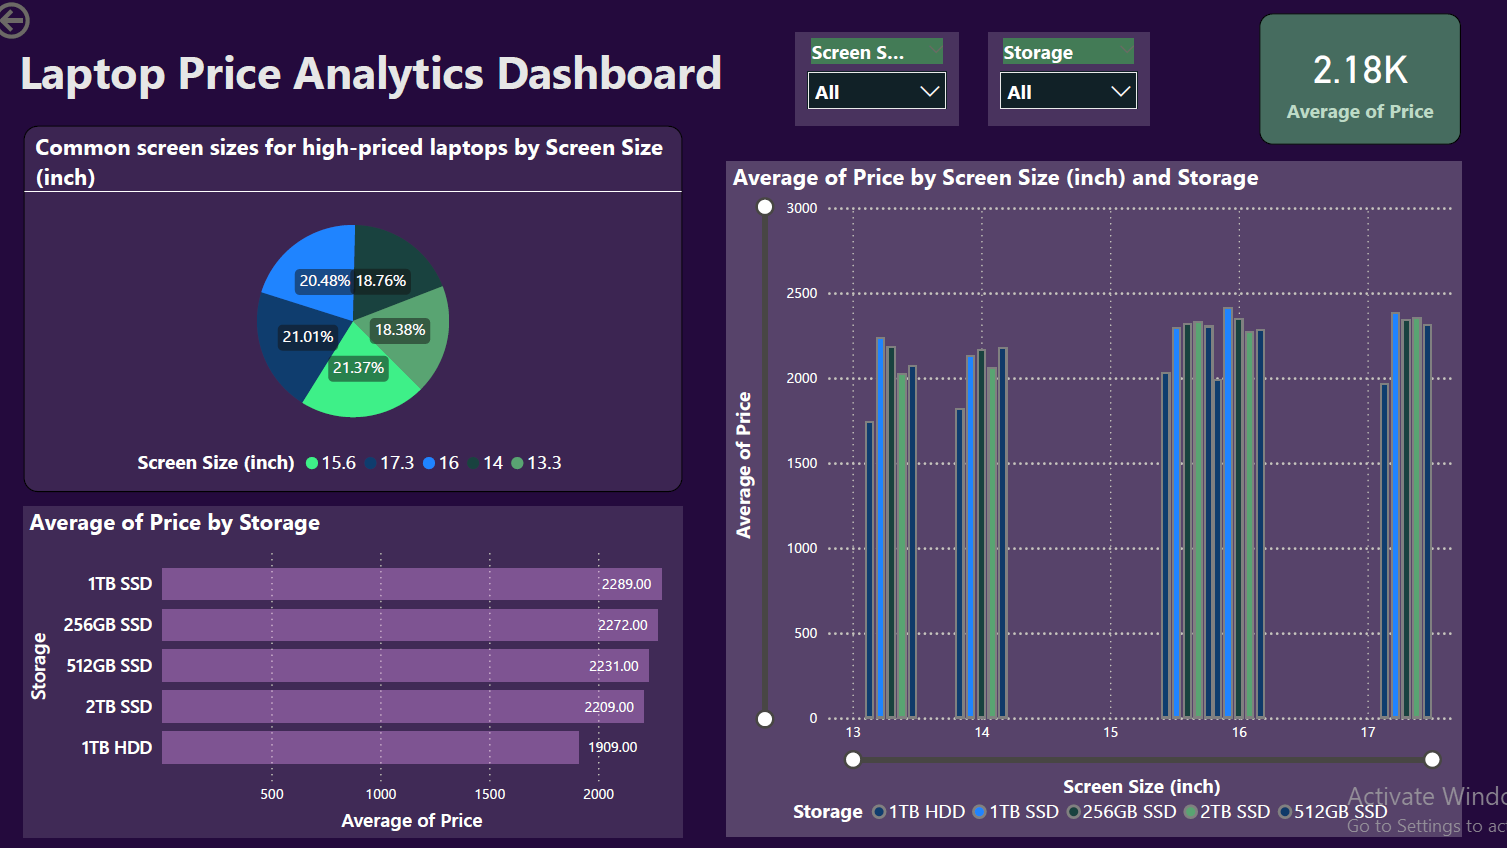 Laptop Price Analytics Dashboard
Screen S...
All
Storage
All
2.18K
Average of Price
Common screen sizes for high-priced laptops by Screen Size
(inch)
20.48%
18.76%
21.01%
18.38%
21.37%
Screen Size (inch) 15.6 17.3 16 14 13.3
Average of Price by Storage
Storage
1TB SSD 2289.00
256GB SSD 2272.00
512GB SSD 2231.00
2TB SSD 2209.00
1TB HDD 1909.00
500 1000 1500 2000
Average of Price
Average of Price by Screen Size (inch) and Storage
Average of Price
3000
2500
2000
1500
1000
500
0
13 14 15 16 17
Screen Size (inch)
Storage 1TB HDD 1TB SSD 256GB SSD 2TB SSD 512GB SSD
Activate Windo
Go to Settings to ac